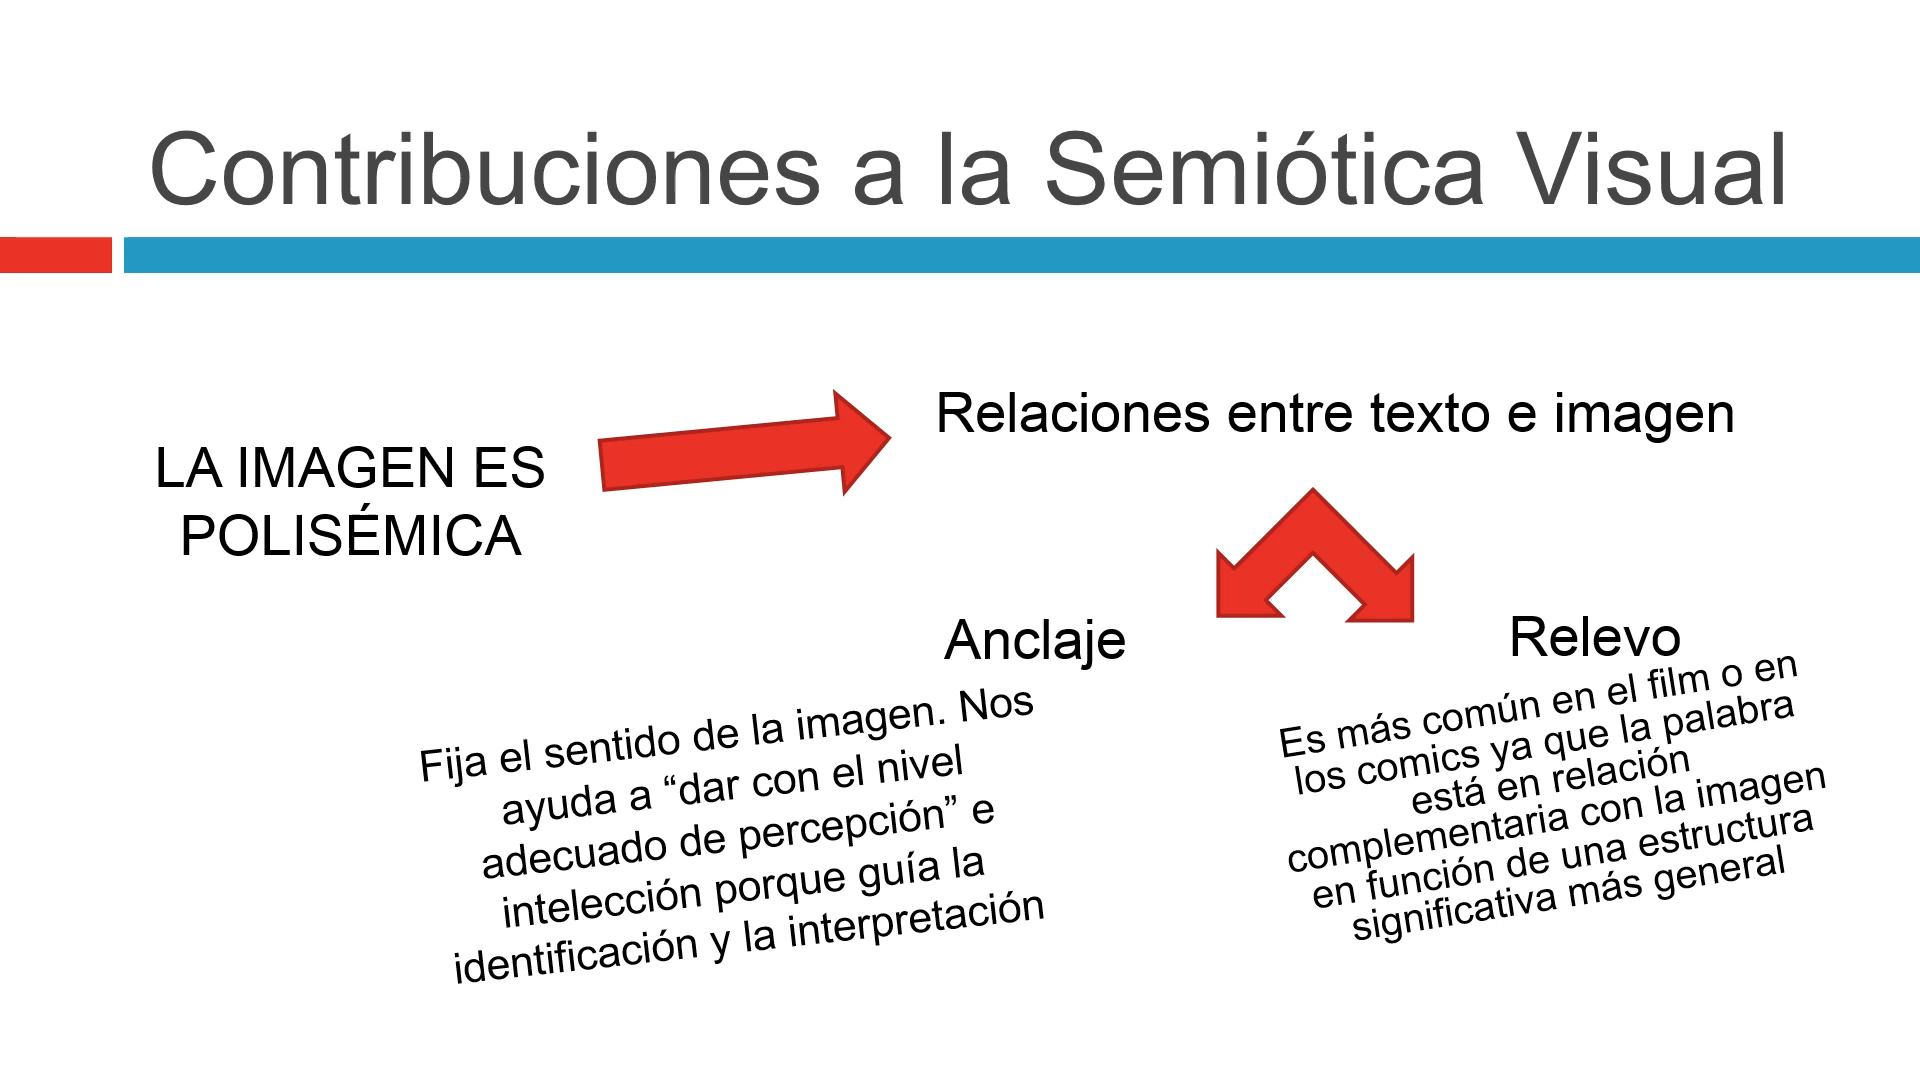 Contribuciones a la Semiótica Visual
LA IMAGEN ES
POLISÉMICA
Relaciones entre texto e imagen
Anclaje
Fija el sentido de la imagen. Nos
ayuda a “dar con el nivel
adecuado de percepción” e
intelección porque guía la
identificación y la interpretación
Relevo
Es más común en el film o en
los comics ya que la palabra
está en relación
complementaria con la imagen
en función de una estructura
significativa más general